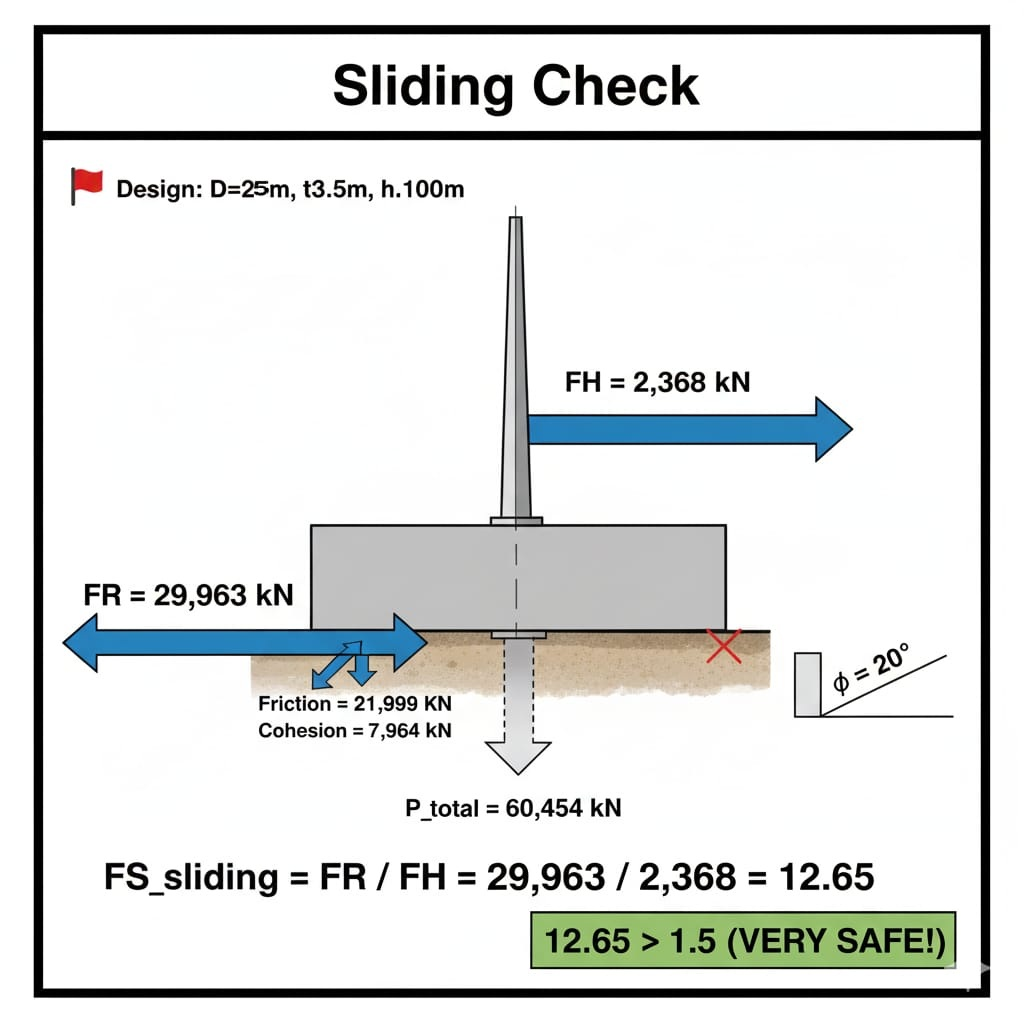 Sliding Check
Design: D=25m, t3.5m, h.100m
FH = 2,368 kN
FR = 29,963 kN
ϕ = 20°
Friction = 21,999 KN
Cohesion = 7,964 kN
P_total = 60,454 kN
FS_sliding = FR / FH = 29,963 / 2,368 = 12.65
12.65 > 1.5 (VERY SAFE!)